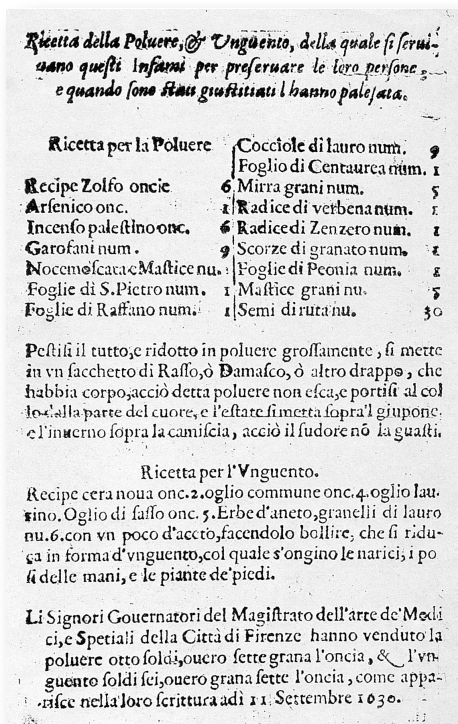 Ricetta della Poluere, & Vnguento, della quale si serui-
uano questi Infami per preseruare le loro persone,
e quando sono stati giustitiati l hanno palesata.
Ricetta per la Poluere
Recipe Zolfo oncie 6
Arsenico onc. 1
Incenso palestino onc. 6
Garofani num. 9
Nocemoscata e Mastice nu.
Foglie di S. Pietro num. 1
Foglie di Raffano num. 1
Cocciole di lauro num. 9
Foglio di Centaurea num. 1
Mirra grani num. 5
Radice di verbena num. 1
Radice di Zenzero num. 1
Scorze di granato num. 1
Foglie di Peonia num. 1
Mastice grani nu. 5
Semi di ruta nu. 30
Pestisi il tutto, e ridotto in poluere grossamente, si mette
in vn sacchetto di Raso, ò Damasco, ò altro drappo, che
habbia corpo, acciò detta poluere non esca, e portisi al col
lo dalla parte del cuore, e l'estate si metta sopra'l giupone
e l'inuerno sopra la camiscia, acciò il sudore nō la guasti.
Ricetta per l'Vnguento.
Recipe cera noua onc. 2. oglio commune onc. 4. oglio lau-
rino. Oglio di sasso onc. 5. Erbe d'aneto, granelli di lauro
nu. 6. con vn poco d'aceto, facendolo bollire, che si ridu-
ca in forma d'vnguento, col quale s'ongino le narici, i po
si delle mani, e le piante de'piedi.
Li Signori Gouernatori del Magistrato dell'arte de'Medi
ci, e Spetiali della Città di Firenze hanno venduto la
poluere otto soldi, ouero sette grana l'oncia, & l'vn-
guento soldi sei, ouero grana sette l'oncia, come appa-
risce nella loro scrittura adì 11 Settembre 1630.